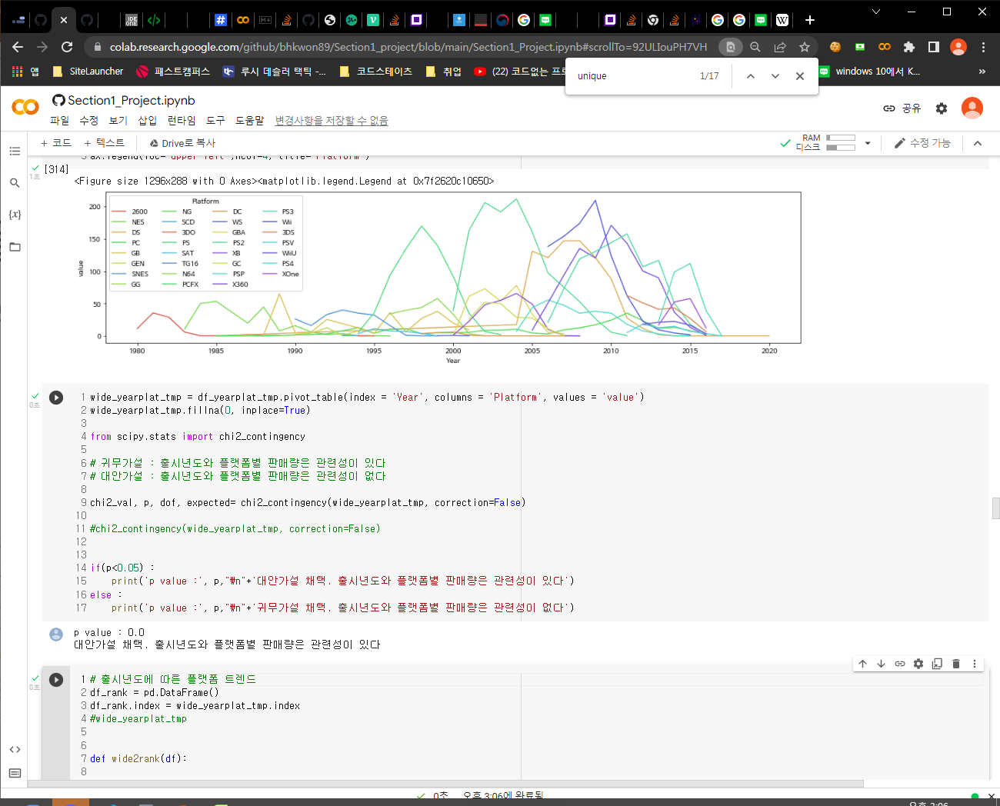 colab.research.google.com/github/bhkwon89/Section1_project/blob/main/Section1_Project.ipynb#scrollTo=92ULIouPH7VH
앱 SiteLauncher 패스트캠퍼스 루시 데슬러 택틱 -... 코드스테이츠 취업 (22) 코드없는 프로 windows 10에서 K... »
unique 1/17
Section1_Project.ipynb
파일 수정 보기 삽입 런타임 도구 도움말 변경사항을 저장할 수 없음
공유
+ 코드 + 텍스트 Drive로 복사
RAM
디스크
수정 가능
3 ax.legend(loc='upper left',ncol=4, title='Platform')
[314]
1초
<Figure size 1296x288 with 0 Axes><matplotlib.legend.Legend at 0x7f2620c10650>
Platform
2600 NG DC PS3
NES SCD WS Wii
DS 3DO GBA 3DS
PC PS PS2 PSV
GB SAT XB WiiU
GEN TG16 GC PS4
SNES N64 PSP XOne
GG PCFX X360
200
150
100
50
0
value
1980 1985 1990 1995 2000 2005 2010 2015 2020
Year
0초
1 wide_yearplat_tmp = df_yearplat_tmp.pivot_table(index = 'Year', columns = 'Platform', values = 'value')
2 wide_yearplat_tmp.fillna(0, inplace=True)
3
4 from scipy.stats import chi2_contingency
5
6 # 귀무가설 : 출시년도와 플랫폼별 판매량은 관련성이 있다
7 # 대안가설 : 출시년도와 플랫폼별 판매량은 관련성이 없다
8
9 chi2_val, p, dof, expected= chi2_contingency(wide_yearplat_tmp, correction=False)
10
11 #chi2_contingency(wide_yearplat_tmp, correction=False)
12
13
14 if(p<0.05) :
15 print('p value :', p,"₩n"+'대안가설 채택. 출시년도와 플랫폼별 판매량은 관련성이 있다')
16 else :
17 print('p value :', p,"₩n"+'귀무가설 채택. 출시년도와 플랫폼별 판매량은 관련성이 없다')
p value : 0.0
대안가설 채택. 출시년도와 플랫폼별 판매량은 관련성이 있다
0초
1 # 출시년도에 따른 플랫폼 트렌드
2 df_rank = pd.DataFrame()
3 df_rank.index = wide_yearplat_tmp.index
4 #wide_yearplat_tmp
5
6
7 def wide2rank(df):
8
0초 오후 3:06에 완료됨
오후 3:06